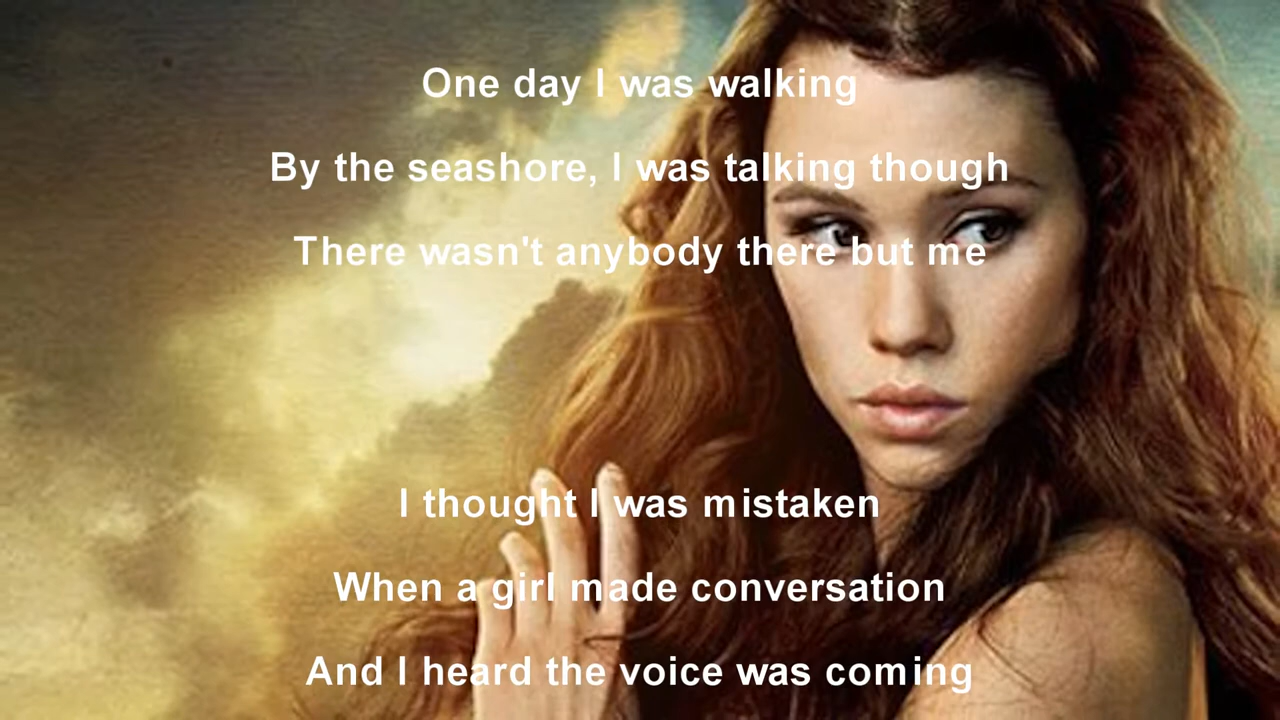 One day I was walking
By the seashore, I was talking though
There wasn't anybody there but me
I thought I was mistaken
When a girl made conversation
And I heard the voice was coming